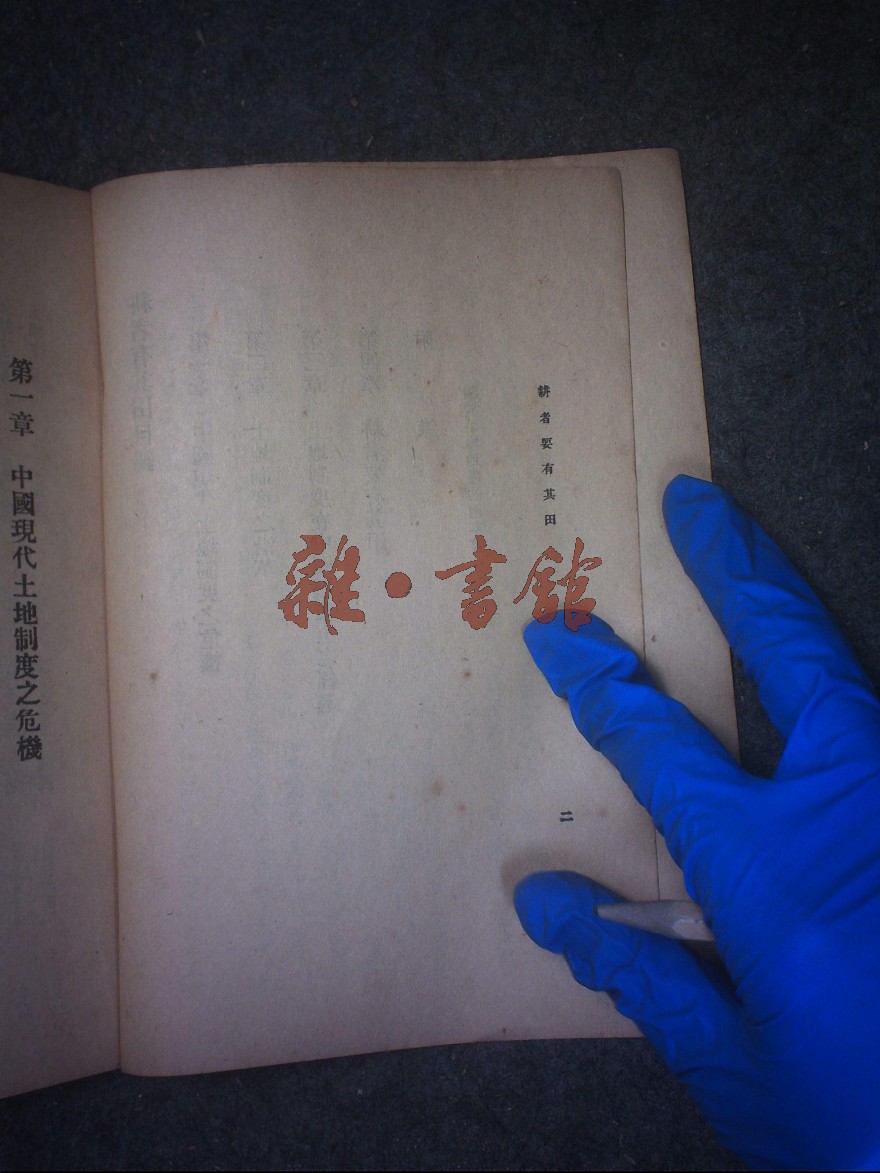 耕者要有其田
二
第一章 中國現代土地制度之危機
雜·書館